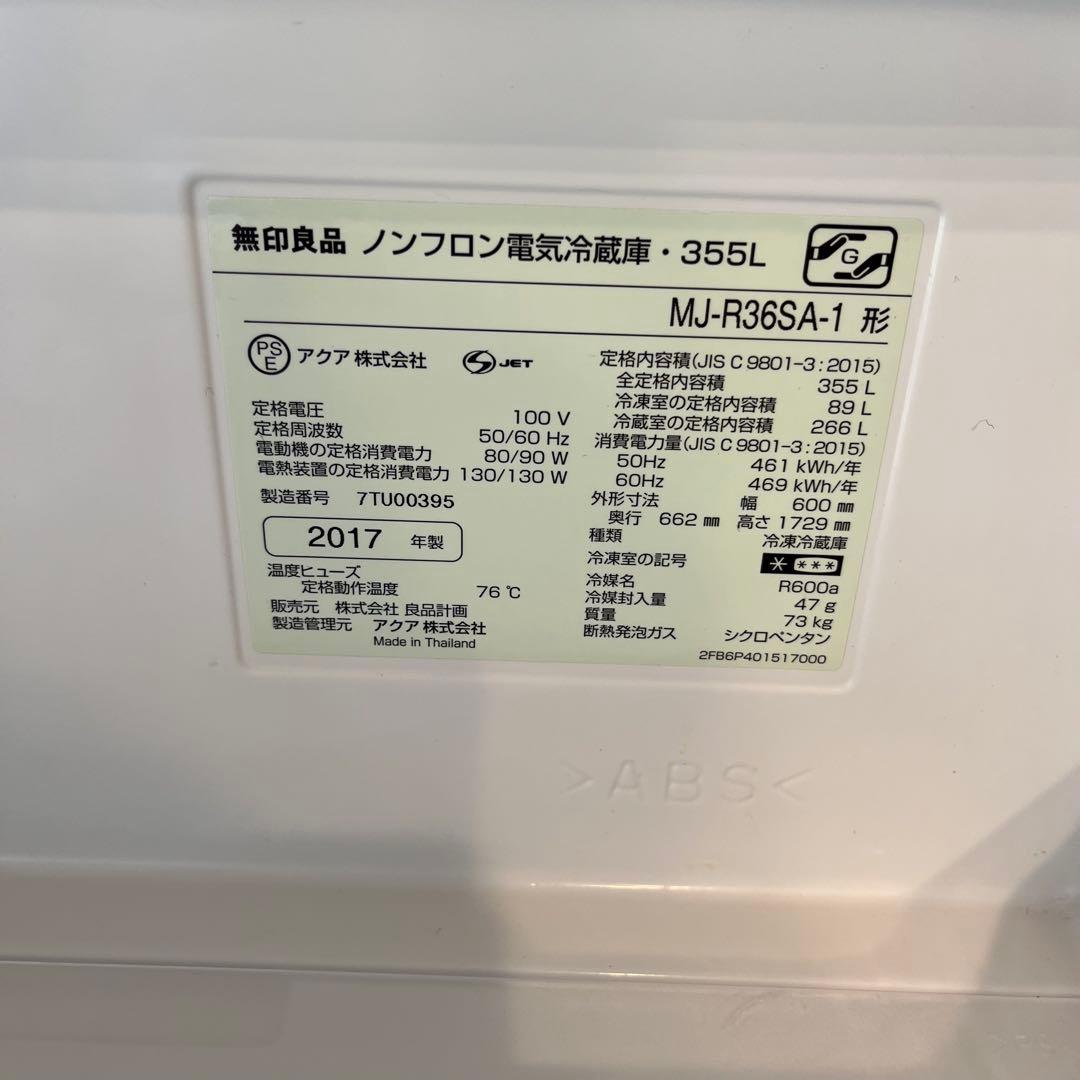 無印良品 ノンフロン電気冷蔵庫・355L
G
MJ-R36SA-1 形
PSE アクア 株式会社 S JET
定格電圧 100 V
定格周波数 50/60 Hz
電動機の定格消費電力 80/90 W
電熱装置の定格消費電力 130/130 W
製造番号 7TU00395
2017 年製
温度ヒューズ
定格動作温度 76 ℃
販売元 株式会社 良品計画
製造管理元 アクア 株式会社
Made in Thailand
定格内容積(JIS C 9801-3:2015)
全定格内容積 355 L
冷凍室の定格内容積 89 L
冷蔵室の定格内容積 266 L
消費電力量(JIS C 9801-3:2015)
50Hz 461 kWh/年
60Hz 469 kWh/年
外形寸法 幅 600 ㎜
奥行 662 ㎜ 高さ 1729 ㎜
種類 冷凍冷蔵庫
冷凍室の記号 * ***
冷媒名 R600a
冷媒封入量 47 g
質量 73 kg
断熱発泡ガス シクロペンタン
2FB6P401517000
>ABS<